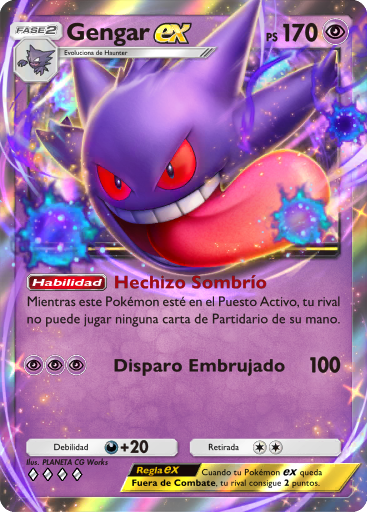 FASE 2 Gengar ex PS 170
Evoluciona de Haunter
Habilidad Hechizo Sombrío
Mientras este Pokémon esté en el Puesto Activo, tu rival
no puede jugar ninguna carta de Partidario de su mano.
Disparo Embrujado 100
Debilidad +20 Retirada
Ilus. PLANETA CG Works
Regla ex Cuando tu Pokémon ex queda
Fuera de Combate, tu rival consigue 2 puntos.